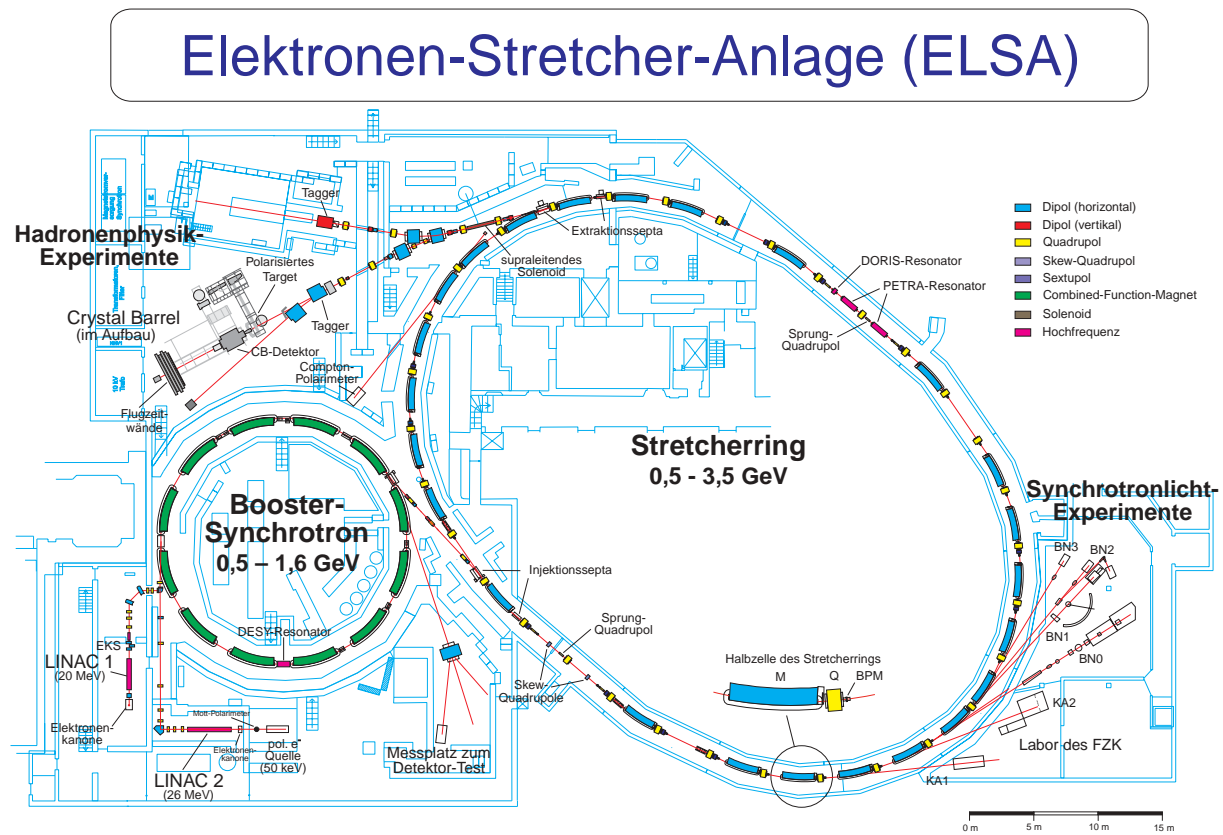 Elektronen-Stretcher-Anlage (ELSA)
Hadronenphysik-
Experimente
Tagger
Polarisiertes
Target
Crystal Barrel
(im Aufbau)
CB-Detektor
Tagger
Flugzeit-
wände
Compton-
Polarimeter
supraleitendes
Solenoid
Extraktionssepta
DORIS-Resonator
PETRA-Resonator
Sprung-
Quadrupol
Dipol (horizontal)
Dipol (vertikal)
Quadrupol
Skew-Quadrupol
Sextupol
Combined-Function-Magnet
Solenoid
Hochfrequenz
Stretcherring
0,5 - 3,5 GeV
Booster-
Synchrotron
0,5 – 1,6 GeV
DESY-Resonator
Injektionssepta
Sprung-
Quadrupol
Skew-
Quadrupole
Synchrotronlicht-
Experimente
BN3
BN2
BN1
BN0
KA2
KA1
Labor des FZK
Halbzelle des Stretcherrings
M
Q
BPM
EKS
LINAC 1
(20 MeV)
Elektronen-
kanone
Mott-Polarimeter
Elektronen-
kanone
pol. e⁻
Quelle
(50 keV)
LINAC 2
(26 MeV)
Messplatz zum
Detektor-Test
0 m
5 m
10 m
15 m